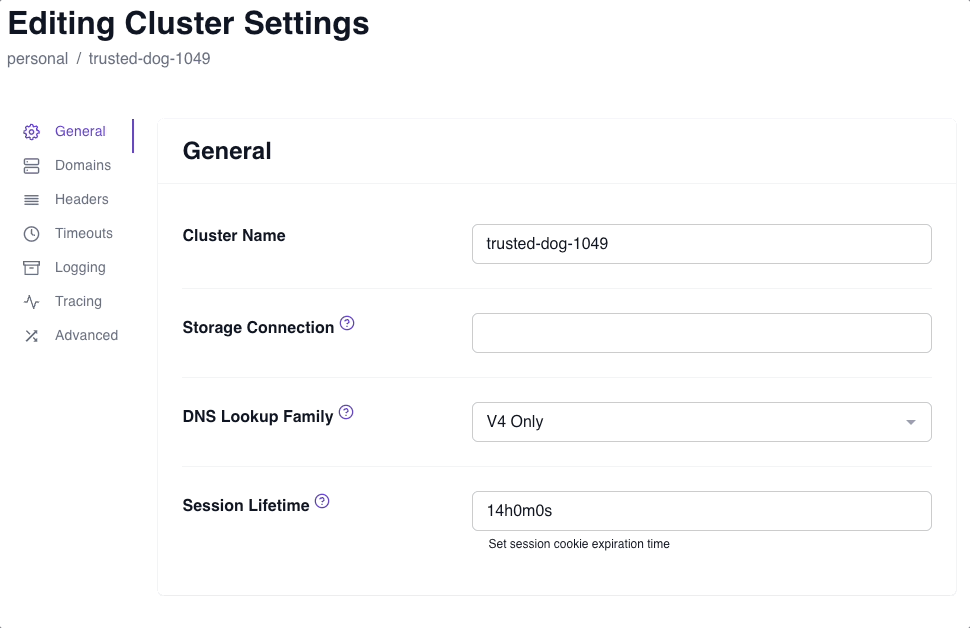 Editing Cluster Settings
personal / trusted-dog-1049
General
Domains
Headers
Timeouts
Logging
Tracing
Advanced
General
Cluster Name
trusted-dog-1049
Storage Connection
DNS Lookup Family
V4 Only
Session Lifetime
14h0m0s
Set session cookie expiration time